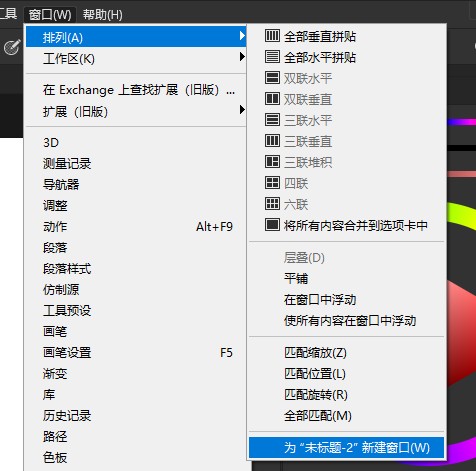 工具 窗口(W) 帮助(H)
排列(A)
工作区(K)
在 Exchange 上查找扩展（旧版）...
扩展（旧版）
3D
测量记录
导航器
调整
动作 Alt+F9
段落
段落样式
仿制源
工具预设
画笔
画笔设置 F5
渐变
库
历史记录
路径
色板
全部垂直拼贴
全部水平拼贴
双联水平
双联垂直
三联水平
三联垂直
三联堆积
四联
六联
将所有内容合并到选项卡中
层叠(D)
平铺
在窗口中浮动
使所有内容在窗口中浮动
匹配缩放(Z)
匹配位置(L)
匹配旋转(R)
全部匹配(M)
为 “未标题-2” 新建窗口(W)